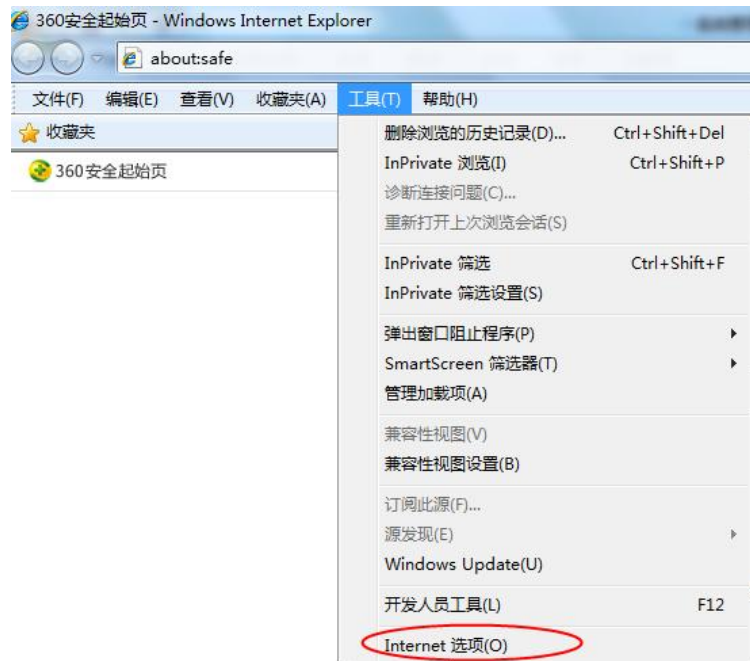 360安全起始页 - Windows Internet Explorer
about:safe
文件(F) 编辑(E) 查看(V) 收藏夹(A) 工具(T) 帮助(H)
收藏夹
360安全起始页
删除浏览的历史记录(D)... Ctrl+Shift+Del
InPrivate 浏览(I) Ctrl+Shift+P
诊断连接问题(C)...
重新打开上次浏览会话(S)
InPrivate 筛选 Ctrl+Shift+F
InPrivate 筛选设置(S)
弹出窗口阻止程序(P)
SmartScreen 筛选器(T)
管理加载项(A)
兼容性视图(V)
兼容性视图设置(B)
订阅此源(F)...
源发现(E)
Windows Update(U)
开发人员工具(L) F12
Internet 选项(O)